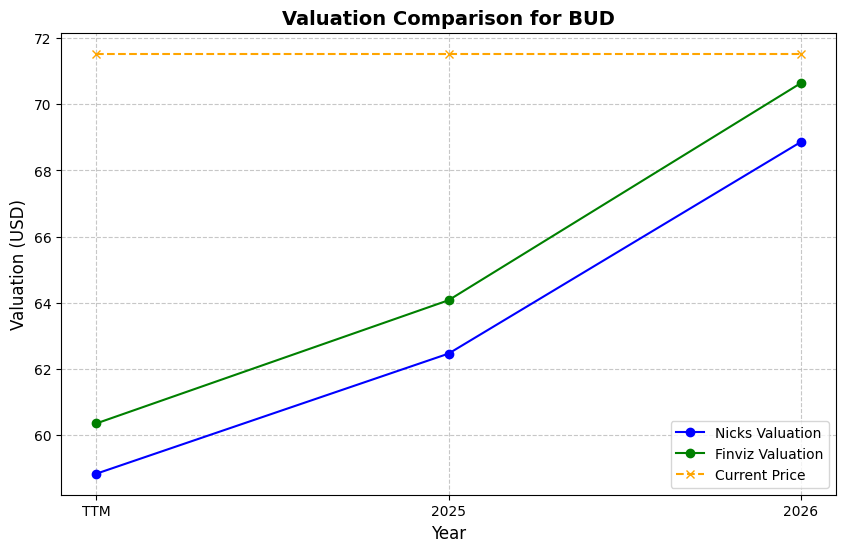 Valuation Comparison for BUD
Valuation (USD)
72
70
68
66
64
62
60
TTM
2025
2026
Year
Nicks Valuation
Finviz Valuation
Current Price